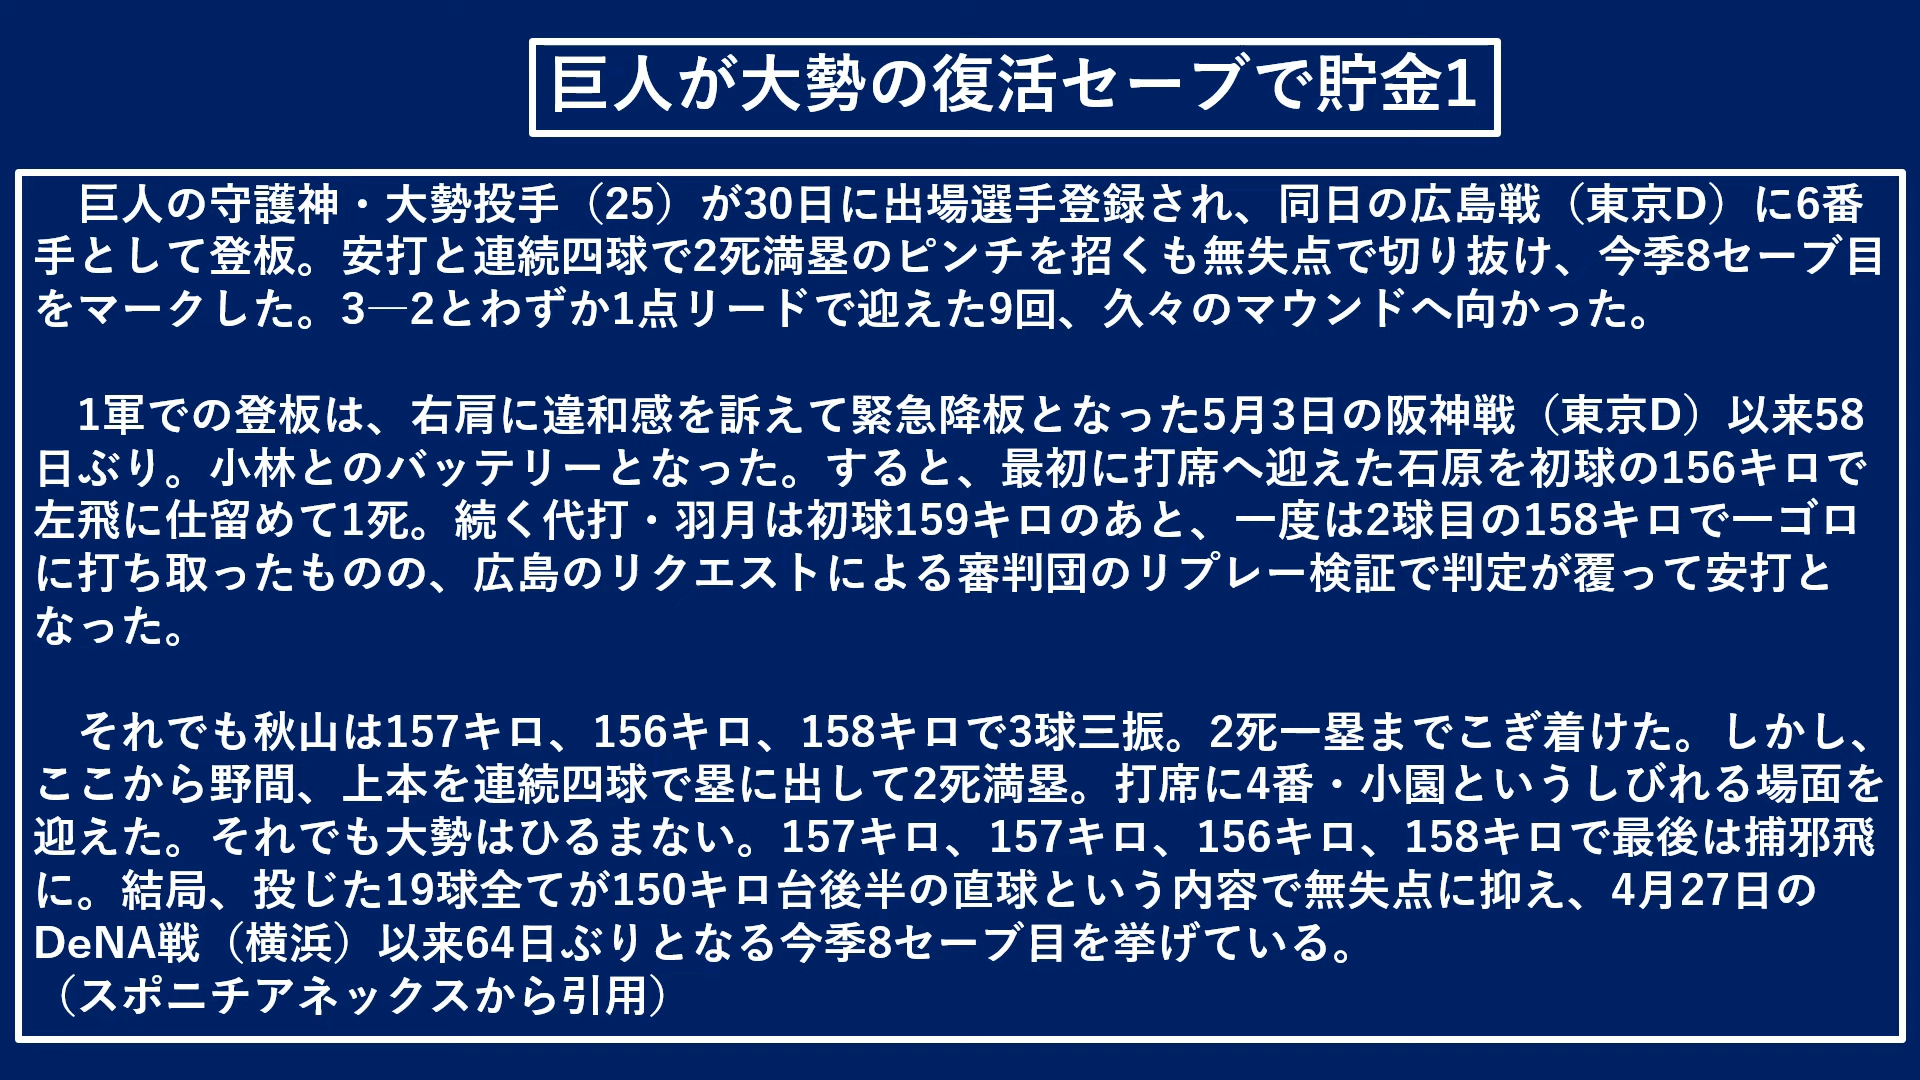 巨人が大勢の復活セーブで貯金1
　巨人の守護神・大勢投手（25）が30日に出場選手登録され、同日の広島戦（東京D）に6番
手として登板。安打と連続四球で2死満塁のピンチを招くも無失点で切り抜け、今季8セーブ目
をマークした。3―2とわずか1点リードで迎えた9回、久々のマウンドへ向かった。
　1軍での登板は、右肩に違和感を訴えて緊急降板となった5月3日の阪神戦（東京D）以来58
日ぶり。小林とのバッテリーとなった。すると、最初に打席へ迎えた石原を初球の156キロで
左飛に仕留めて1死。続く代打・羽月は初球159キロのあと、一度は2球目の158キロで一ゴロ
に打ち取ったものの、広島のリクエストによる審判団のリプレー検証で判定が覆って安打と
なった。
　それでも秋山は157キロ、156キロ、158キロで3球三振。2死一塁までこぎ着けた。しかし、
ここから野間、上本を連続四球で塁に出して2死満塁。打席に4番・小園というしびれる場面を
迎えた。それでも大勢はひるまない。157キロ、157キロ、156キロ、158キロで最後は捕邪飛
に。結局、投じた19球全てが150キロ台後半の直球という内容で無失点に抑え、4月27日の
DeNA戦（横浜）以来64日ぶりとなる今季8セーブ目を挙げている。
（スポニチアネックスから引用）